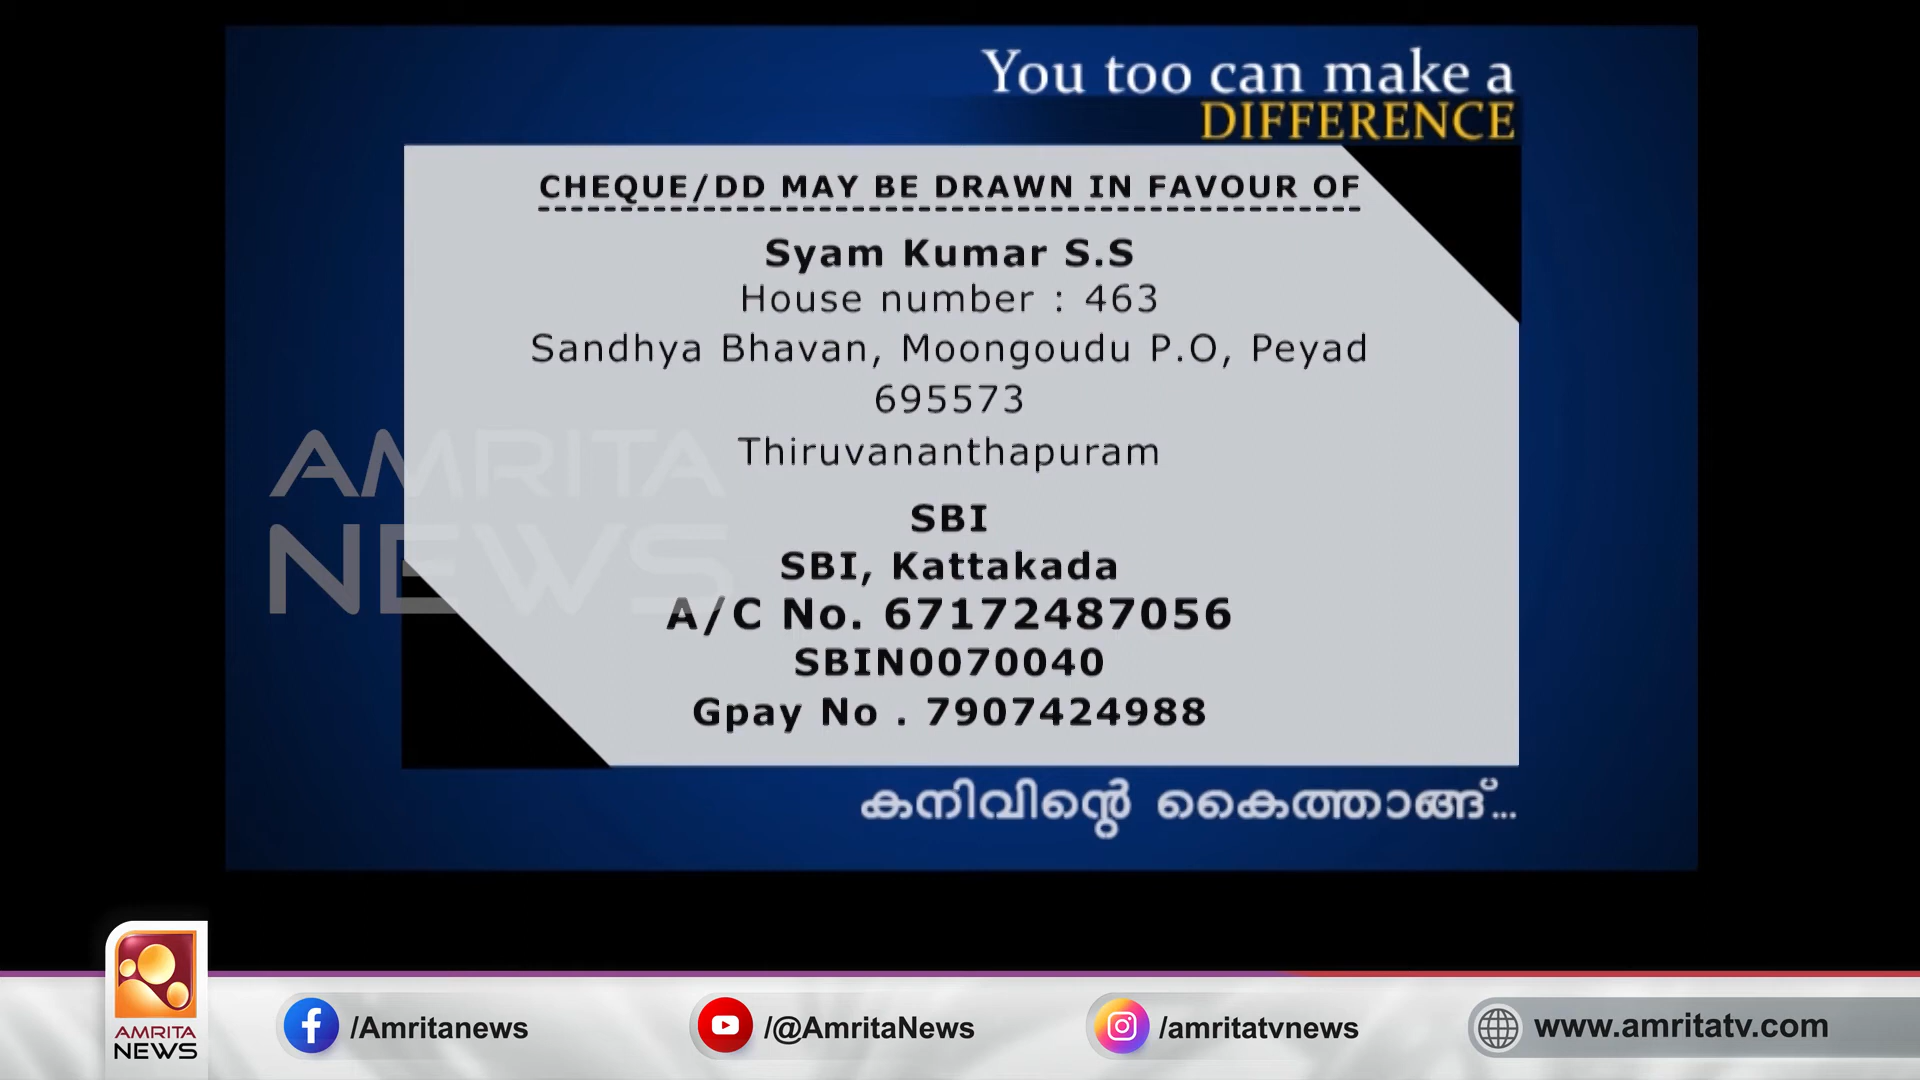 You too can make a
DIFFERENCE
CHEQUE/DD MAY BE DRAWN IN FAVOUR OF
Syam Kumar S.S
House number : 463
Sandhya Bhavan, Moongoudu P.O, Peyad
695573
Thiruvananthapuram
SBI
SBI, Kattakada
A/C No. 67172487056
SBIN0070040
Gpay No . 7907424988
AMRITA
NEWS
കനിവിന്റെ കൈത്താങ്ങ്...
AMRITA
NEWS
/Amritanews
/@AmritaNews
/amritatvnews
www.amritatv.com